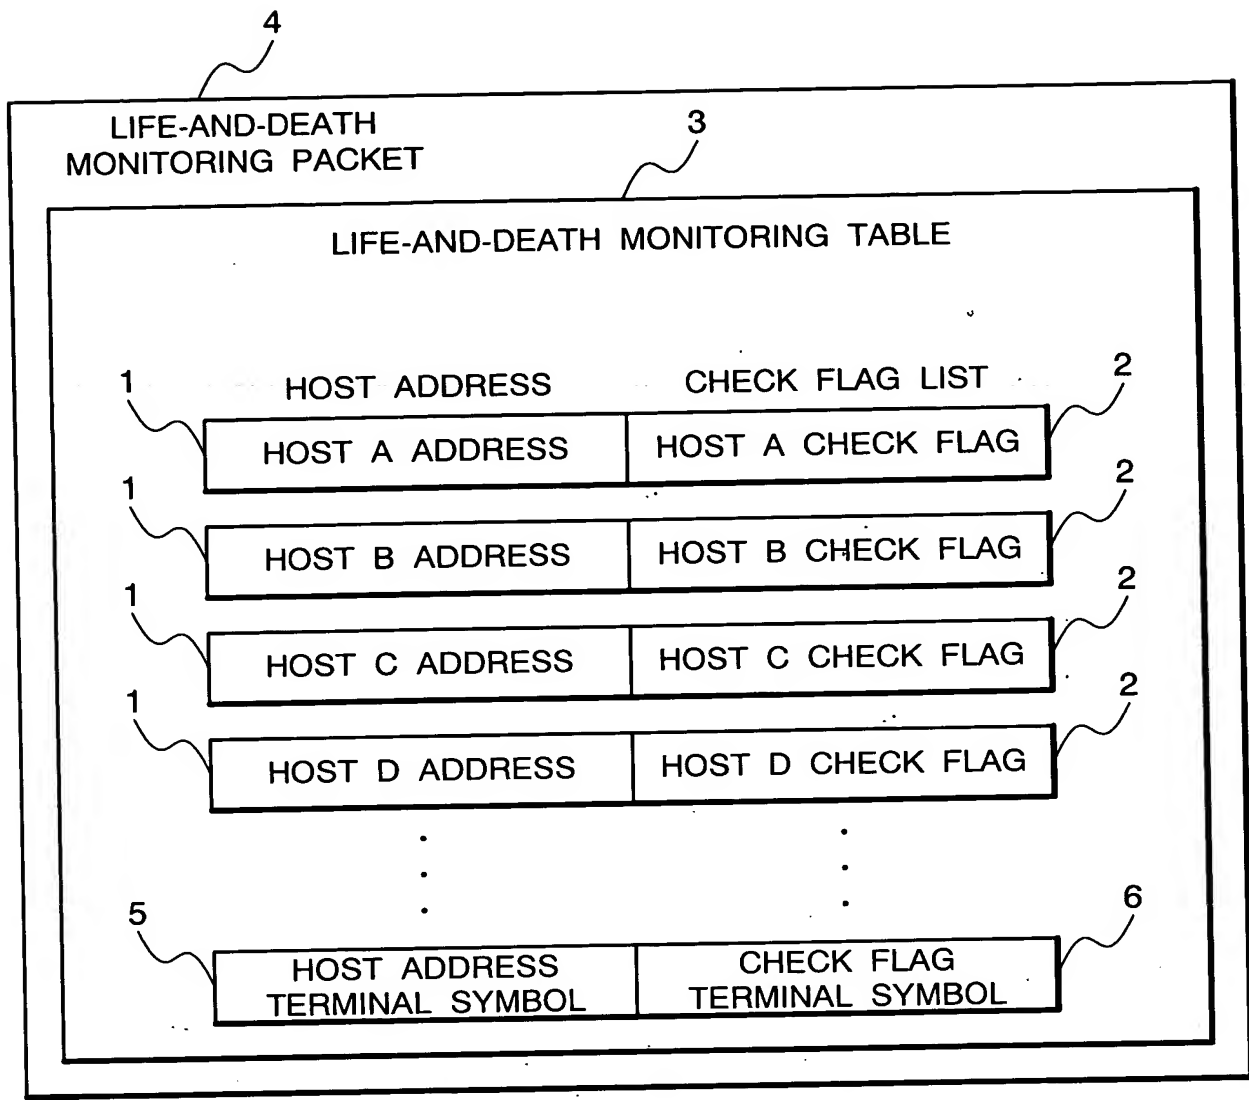 4
LIFE-AND-DEATH
MONITORING PACKET
3
LIFE-AND-DEATH MONITORING TABLE
HOST ADDRESS CHECK FLAG LIST
1 HOST A ADDRESS HOST A CHECK FLAG 2
1 HOST B ADDRESS HOST B CHECK FLAG 2
1 HOST C ADDRESS HOST C CHECK FLAG 2
1 HOST D ADDRESS HOST D CHECK FLAG 2
5 6
HOST ADDRESS CHECK FLAG
TERMINAL SYMBOL TERMINAL SYMBOL